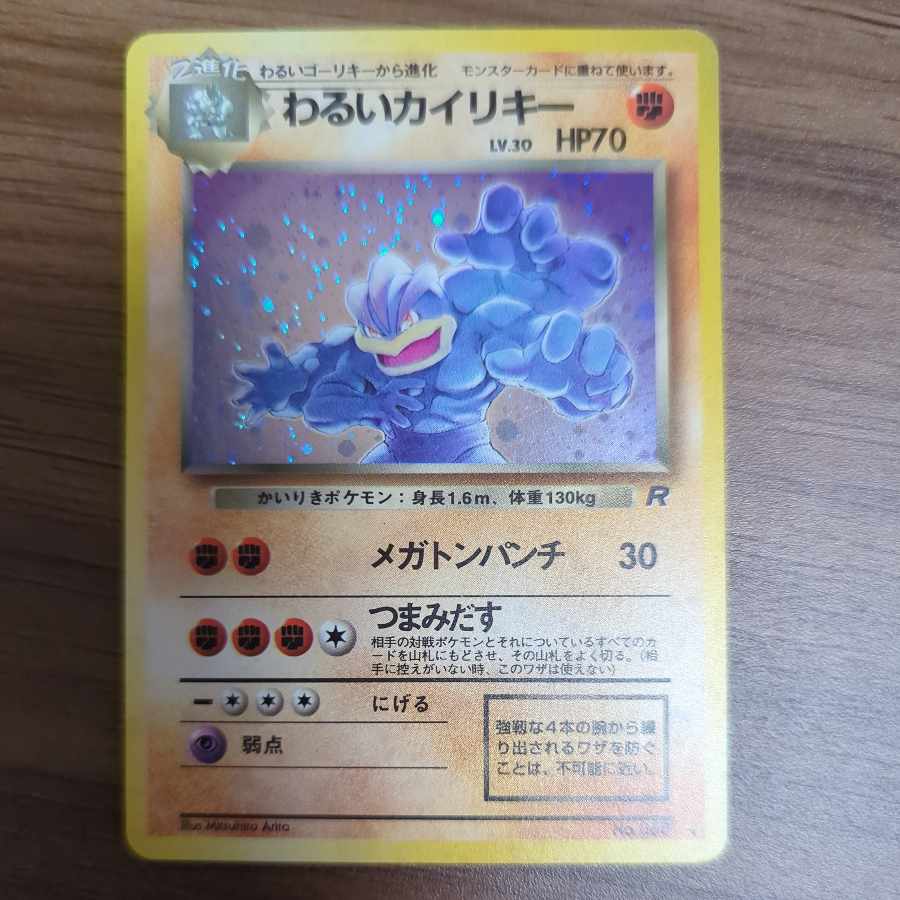 2進化
わるいゴーリキーから進化 モンスターカードに重ねて使います。
わるいカイリキー
LV.30 HP70
かいりきポケモン:身長1.6m、体重130kg R
メガトンパンチ 30
つまみだす
相手の対戦ポケモンとそれについているすべてのカ
ードを山札にもどさせ、その山札をよく切る。(相
手に控えがいない時、このワザは使えない)
にげる
弱点
強靱な4本の腕から繰
り出されるワザを防ぐ
ことは、不可能に近い。
Illus. Mitsuhiro Arita
No.